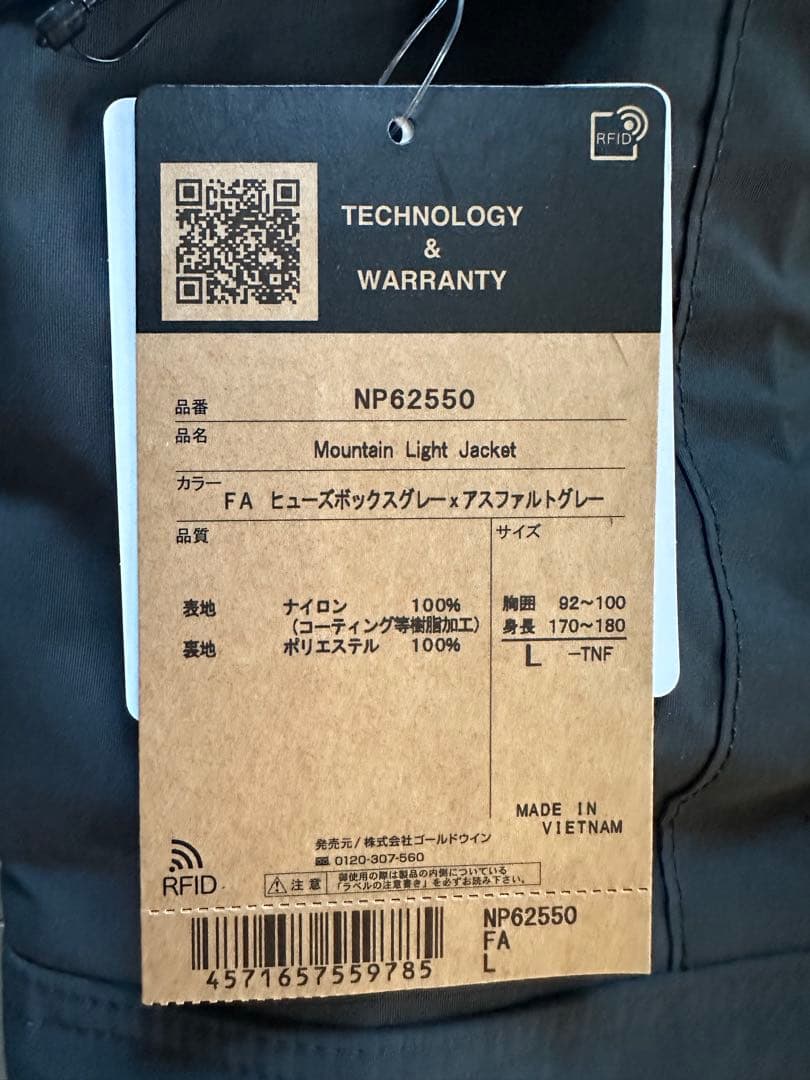 RFID
TECHNOLOGY
&
WARRANTY
品番 NP62550
品名
Mountain Light Jacket
カラー
FA ヒューズボックスグレーxアスファルトグレー
品質
サイズ
表地 ナイロン 100%
(コーティング等樹脂加工)
裏地 ポリエステル 100%
胸囲 92〜100
身長 170〜180
L -TNF
MADE IN
VIETNAM
発売元/株式会社ゴールドウイン
0120-307-560
RFID
注意
御使用の際は製品の内側についている
「ラベルの注意書き」を必ずお読み下さい。
4571657559785
NP62550
FA
L